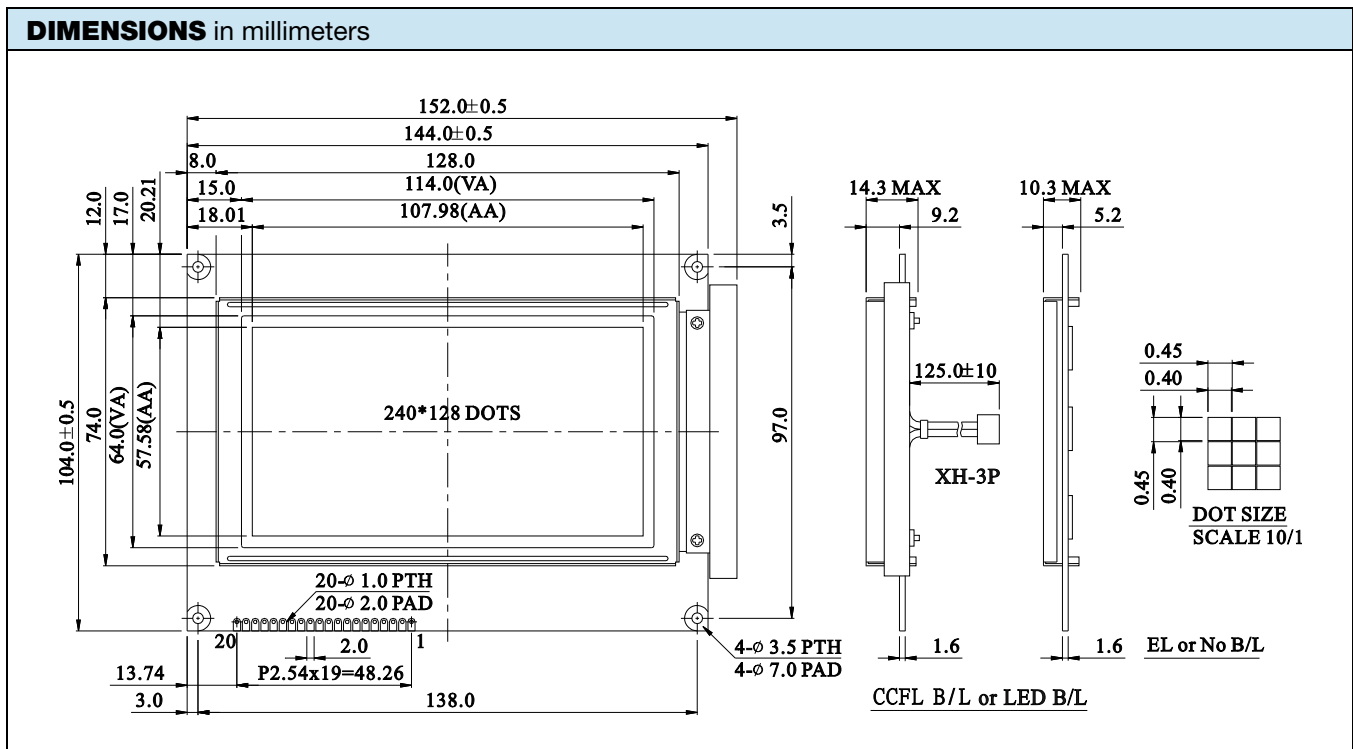 DIMENSIONS in millimeters
152.0±0.5
144.0±0.5
8.0
128.0
15.0
114.0(VA)
18.01
107.98(AA)
12.0
17.0
20.21
3.5
14.3 MAX
9.2
10.3 MAX
5.2
104.0±0.5
74.0
64.0(VA)
57.58(AA)
240*128 DOTS
97.0
125.0±10
XH-3P
0.45
0.40
0.45
0.40
DOT SIZE
SCALE 10/1
20-Ø 1.0 PTH
20-Ø 2.0 PAD
20
2.0
1
4-Ø 3.5 PTH
4-Ø 7.0 PAD
1.6
1.6
EL or No B/L
13.74
P2.54x19=48.26
3.0
138.0
CCFL B/L or LED B/L